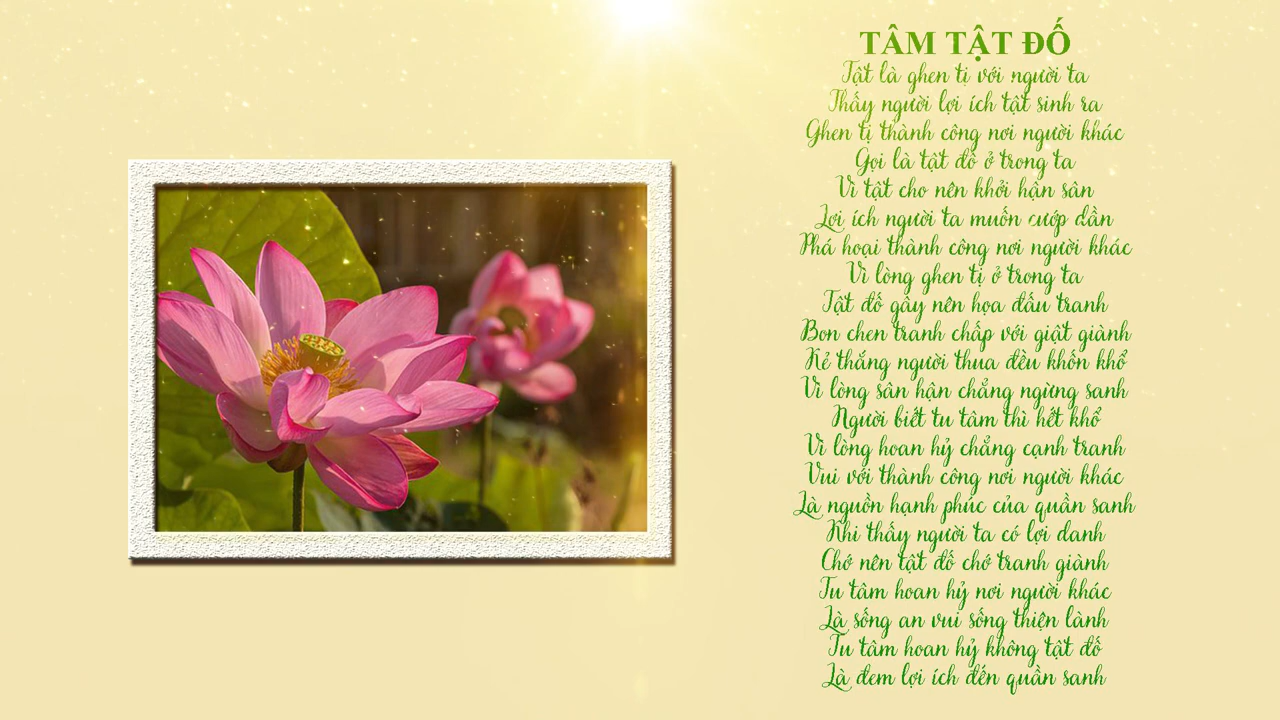 TÂM TẬT ĐỐ
Tật là ghen tị với người ta
Thấy người lợi ích tật sinh ra
Ghen tị thành công nơi người khác
Gọi là tật đố ở trong ta
Vì tật cho nên khởi hận sân
Lợi ích người ta muốn cướp dần
Phá hoại thành công nơi người khác
Vì lòng ghen tị ở trong ta
Tật đố gây nên họa đấu tranh
Bon chen tranh chấp với giật giành
Kẻ thắng người thua đều khốn khổ
Vì lòng sân hận chẳng ngừng sanh
Người biết tu tâm thì hết khổ
Vì lòng hoan hỷ chẳng cạnh tranh
Vui với thành công nơi người khác
Là nguồn hạnh phúc của quần sanh
Khi thấy người ta có lợi danh
Chớ nên tật đố chớ tranh giành
Tu tâm hoan hỷ nơi người khác
Là sống an vui sống thiện lành
Tu tâm hoan hỷ không tật đố
Là đem lợi ích đến quần sanh